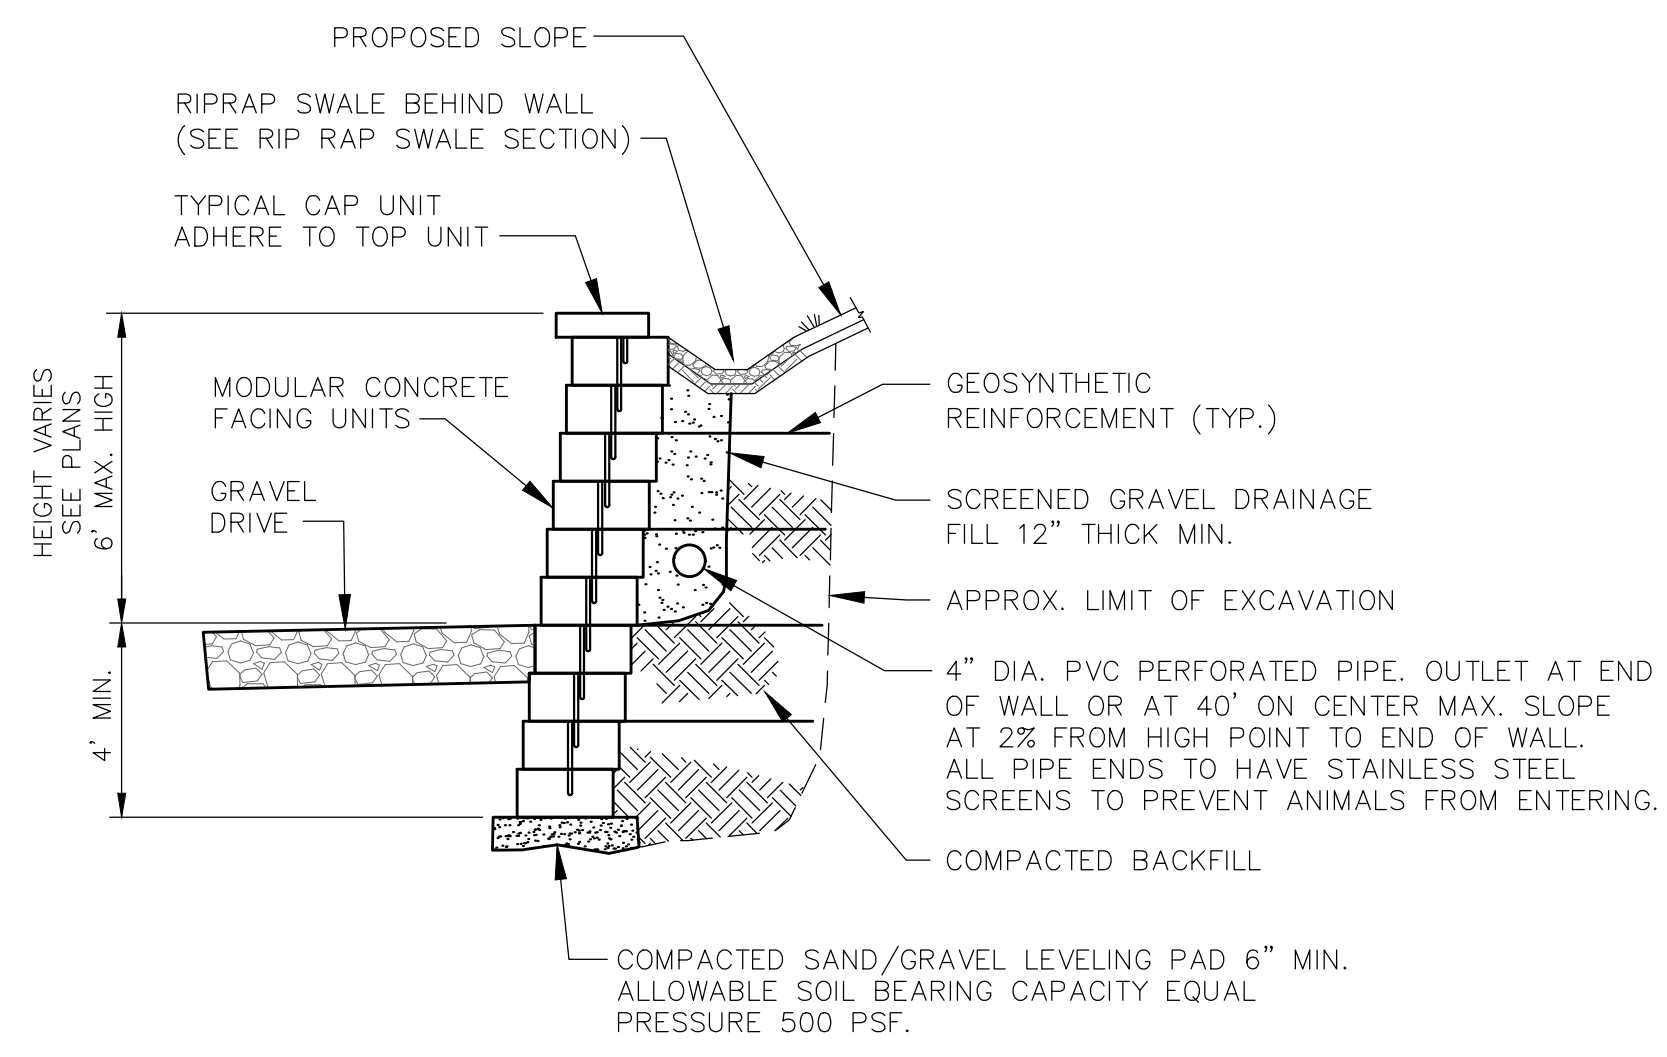 PROPOSED SLOPE
RIPRAP SWALE BEHIND WALL
(SEE RIP RAP SWALE SECTION)
TYPICAL CAP UNIT
ADHERE TO TOP UNIT
HEIGHT VARIES
SEE PLANS
6' MAX. HIGH
MODULAR CONCRETE
FACING UNITS
GRAVEL
DRIVE
4' MIN.
GEOSYNTHETIC
REINFORCEMENT (TYP.)
SCREENED GRAVEL DRAINAGE
FILL 12" THICK MIN.
APPROX. LIMIT OF EXCAVATION
4" DIA. PVC PERFORATED PIPE. OUTLET AT END
OF WALL OR AT 40' ON CENTER MAX. SLOPE
AT 2% FROM HIGH POINT TO END OF WALL.
ALL PIPE ENDS TO HAVE STAINLESS STEEL
SCREENS TO PREVENT ANIMALS FROM ENTERING.
COMPACTED BACKFILL
COMPACTED SAND/GRAVEL LEVELING PAD 6" MIN.
ALLOWABLE SOIL BEARING CAPACITY EQUAL
PRESSURE 500 PSF.